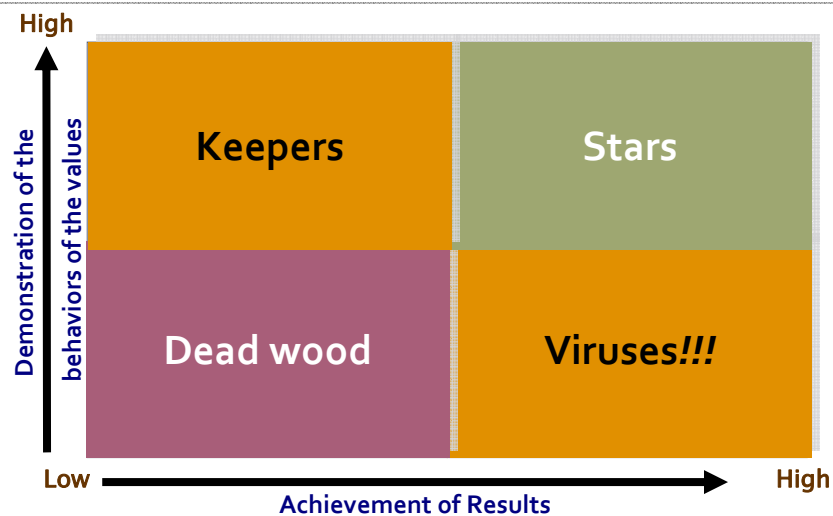 High
Demonstration of the
behaviors of the values
Keepers
Stars
Dead wood
Viruses!!!
Low
High
Achievement of Results